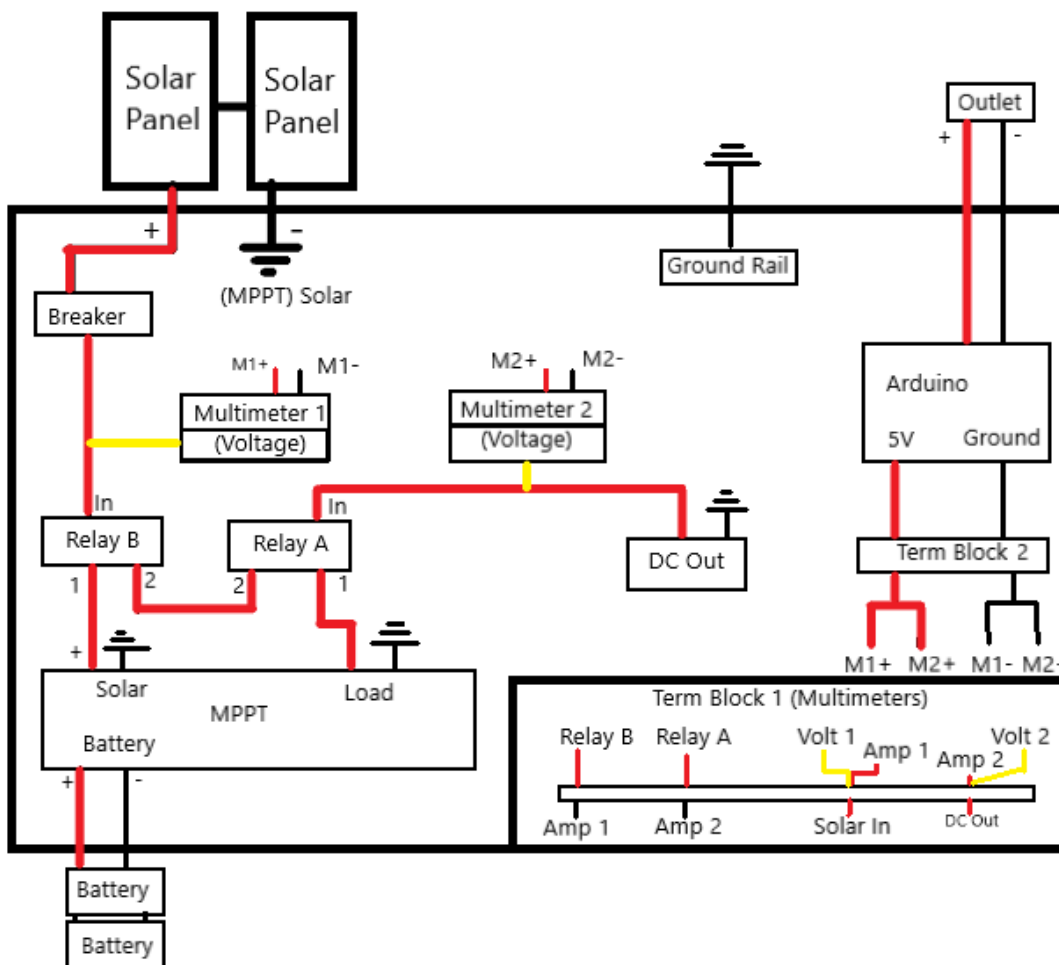 Solar
Panel
Solar
Panel
Outlet
+
-
+
-
Ground Rail
(MPPT) Solar
Breaker
M1+
M1-
M2+
M2-
Multimeter 1
(Voltage)
Multimeter 2
(Voltage)
Arduino
5V
Ground
In
In
Relay B
Relay A
DC Out
Term Block 2
1
2
2
1
+
Solar
Load
MPPT
Battery
M1+
M2+
M1-
M2-
Term Block 1 (Multimeters)
Relay B
Relay A
Volt 1
Amp 1
Amp 2
Volt 2
+
-
Amp 1
Amp 2
Solar In
DC Out
Battery
Battery